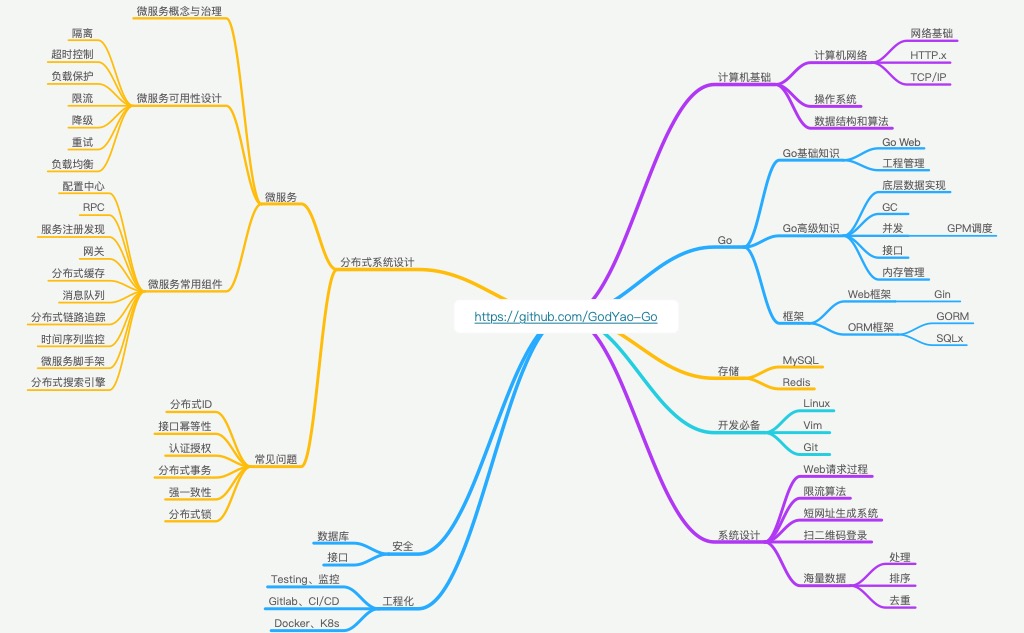 https://github.com/GodYao-Go
计算机基础
计算机网络
网络基础
HTTP.x
TCP/IP
操作系统
数据结构和算法
Go
Go基础知识
Go Web
工程管理
Go高级知识
底层数据实现
GC
并发
GPM调度
接口
内存管理
框架
Web框架
Gin
ORM框架
GORM
SQLx
存储
MySQL
Redis
开发必备
Linux
Vim
Git
系统设计
Web请求过程
限流算法
短网址生成系统
扫二维码登录
海量数据
处理
排序
去重
分布式系统设计
微服务
微服务概念与治理
微服务可用性设计
隔离
超时控制
负载保护
限流
降级
重试
负载均衡
微服务常用组件
配置中心
RPC
服务注册发现
网关
分布式缓存
消息队列
分布式链路追踪
时间序列监控
微服务脚手架
分布式搜索引擎
常见问题
分布式ID
接口幂等性
认证授权
分布式事务
强一致性
分布式锁
安全
数据库
接口
工程化
Testing、监控
Gitlab、CI/CD
Docker、K8s